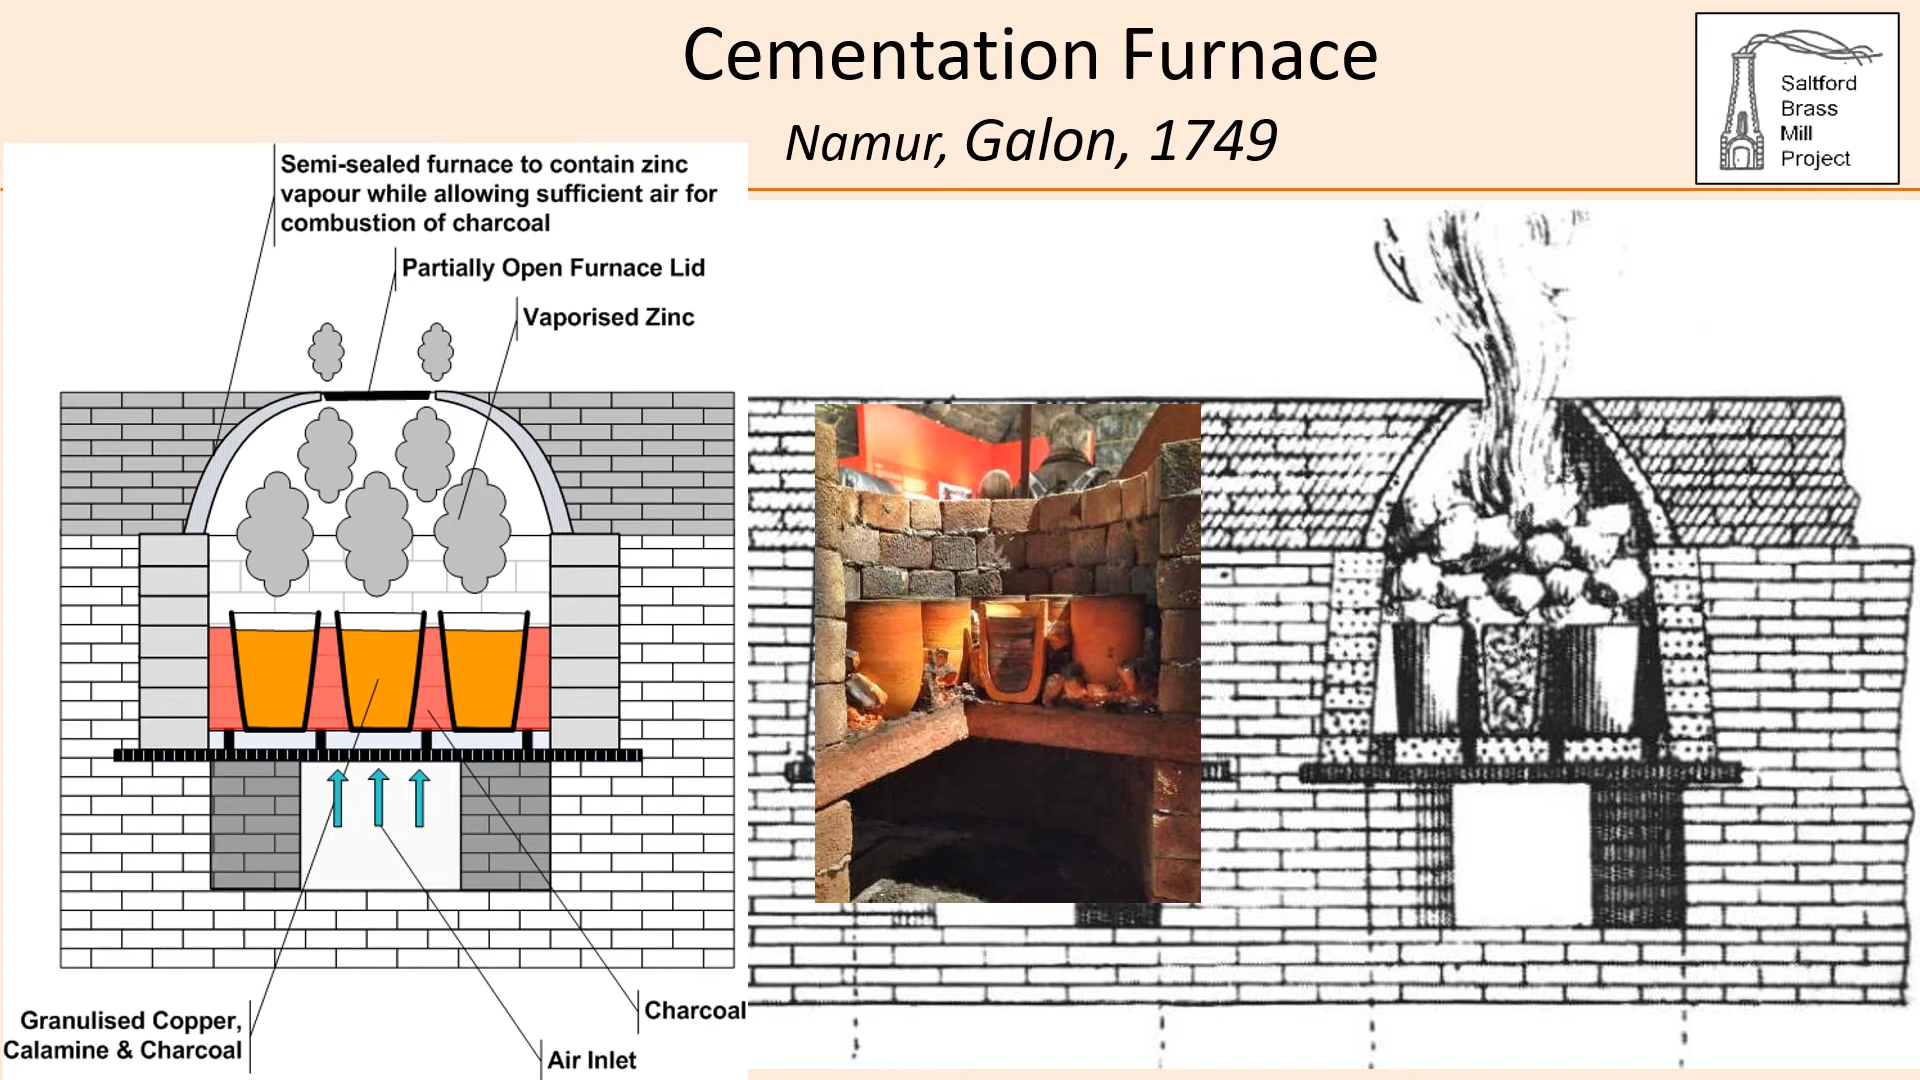 Cementation Furnace
Namur, Galon, 1749
Saltford
Brass
Mill
Project
Semi-sealed furnace to contain zinc
vapour while allowing sufficient air for
combustion of charcoal
Partially Open Furnace Lid
Vaporised Zinc
Charcoal
Granulised Copper,
Calamine & Charcoal
Air Inlet